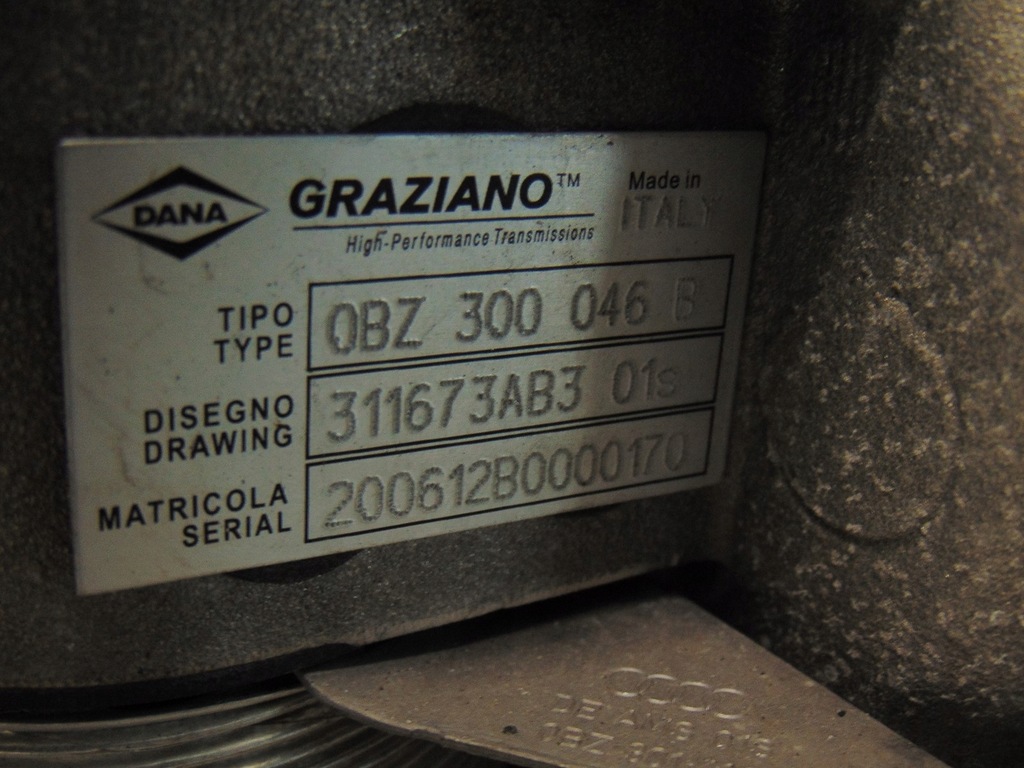 DANA
GRAZIANO™
High-Performance Transmissions
Made in
ITALY
TIPO
TYPE
0BZ 300 046 B
DISEGNO
DRAWING
311673AB3 01s
MATRICOLA
SERIAL
200612B0000170
0BZ